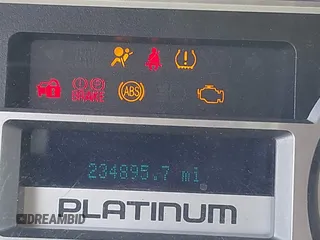 BRAKE
ABS
234895.7 mi
PLATINUM
DREAMBID